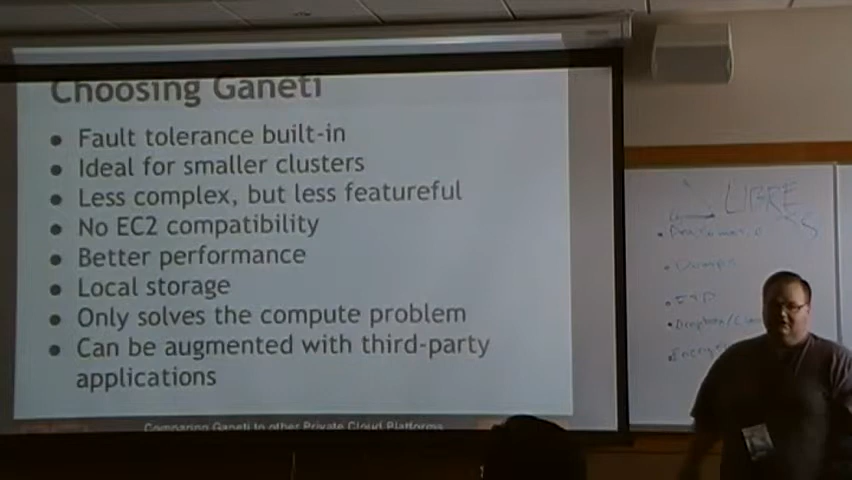 Choosing Ganeti
● Fault tolerance built-in
● Ideal for smaller clusters
● Less complex, but less featureful
● No EC2 compatibility
● Better performance
● Local storage
● Only solves the compute problem
● Can be augmented with third-party
applications
Comparing Ganeti to other Private Cloud Platforms
LIBRE